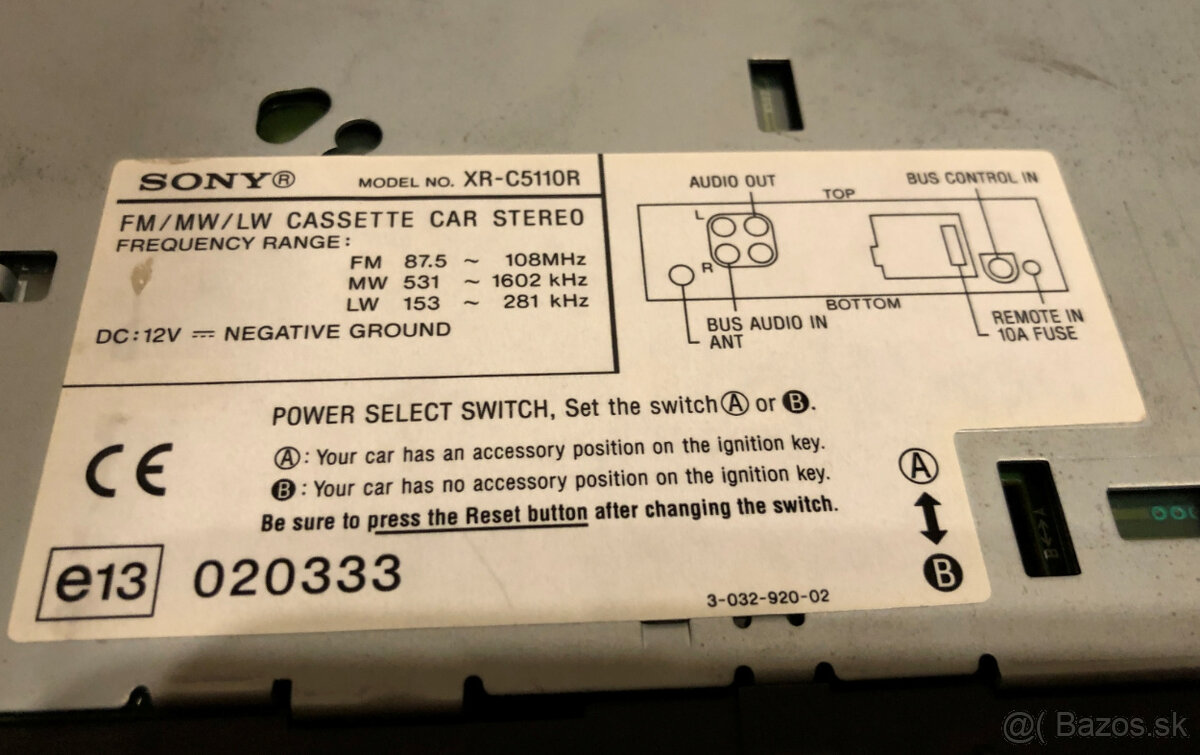 SONY®
MODEL NO. XR-C5110R
FM/MW/LW CASSETTE CAR STEREO
FREQUENCY RANGE:
FM 87.5 ~ 108MHz
MW 531 ~ 1602 kHz
LW 153 ~ 281 kHz
DC:12V ⎓ NEGATIVE GROUND
AUDIO OUT
TOP
BUS CONTROL IN
L
R
BOTTOM
BUS AUDIO IN
ANT
REMOTE IN
10A FUSE
POWER SELECT SWITCH, Set the switch Ⓐ or 🅑.
Ⓐ: Your car has an accessory position on the ignition key.
🅑: Your car has no accessory position on the ignition key.
Be sure to press the Reset button after changing the switch.
CE
Ⓐ
🅑
e13 020333
3-032-920-02
@( Bazos.sk